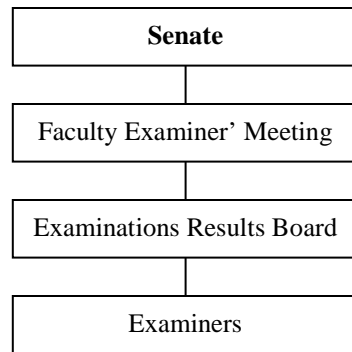 Senate
Faculty Examiner’ Meeting
Examinations Results Board
Examiners